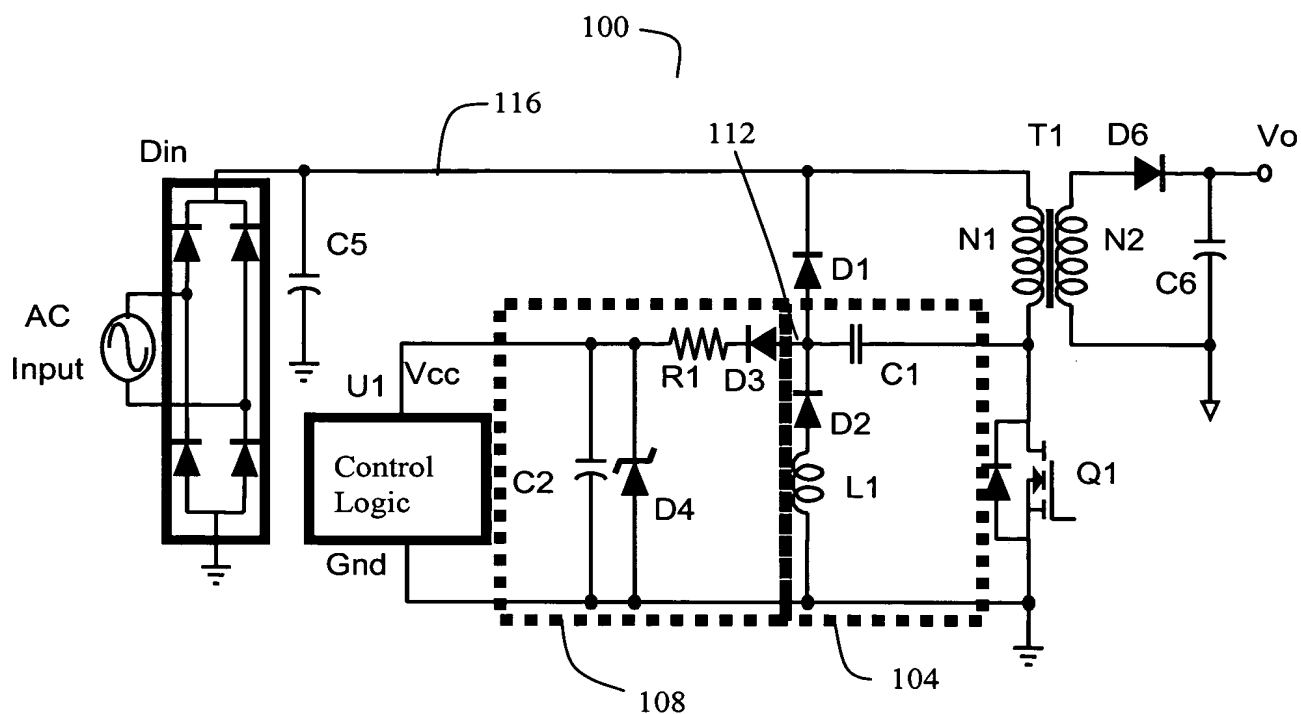 100
116
112
T1
D6
Vo
Din
C5
D1
N1
N2
C6
AC
Input
R1
D3
C1
U1
Vcc
D2
Control
Logic
C2
D4
L1
Q1
Gnd
108
104